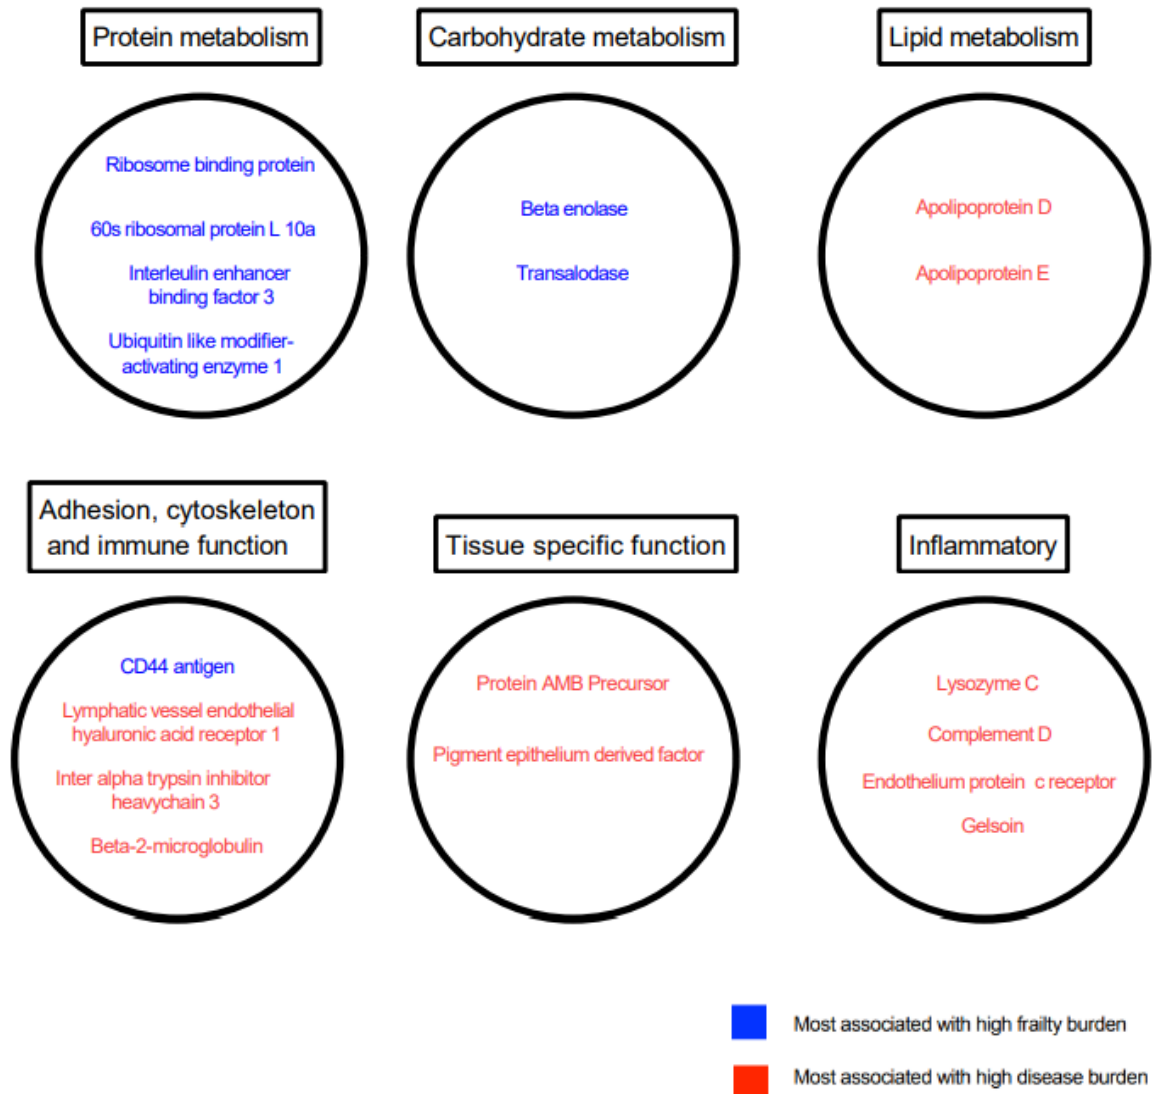 Protein metabolism
Ribosome binding protein
60s ribosomal protein L 10a
Interleulin enhancer
binding factor 3
Ubiquitin like modifier-
activating enzyme 1
Carbohydrate metabolism
Beta enolase
Transalodase
Lipid metabolism
Apolipoprotein D
Apolipoprotein E
Adhesion, cytoskeleton
and immune function
CD44 antigen
Lymphatic vessel endothelial
hyaluronic acid receptor 1
Inter alpha trypsin inhibitor
heavychain 3
Beta-2-microglobulin
Tissue specific function
Protein AMB Precursor
Pigment epithelium derived factor
Inflammatory
Lysozyme C
Complement D
Endothelium protein c receptor
Gelsoin
Most associated with high frailty burden
Most associated with high disease burden